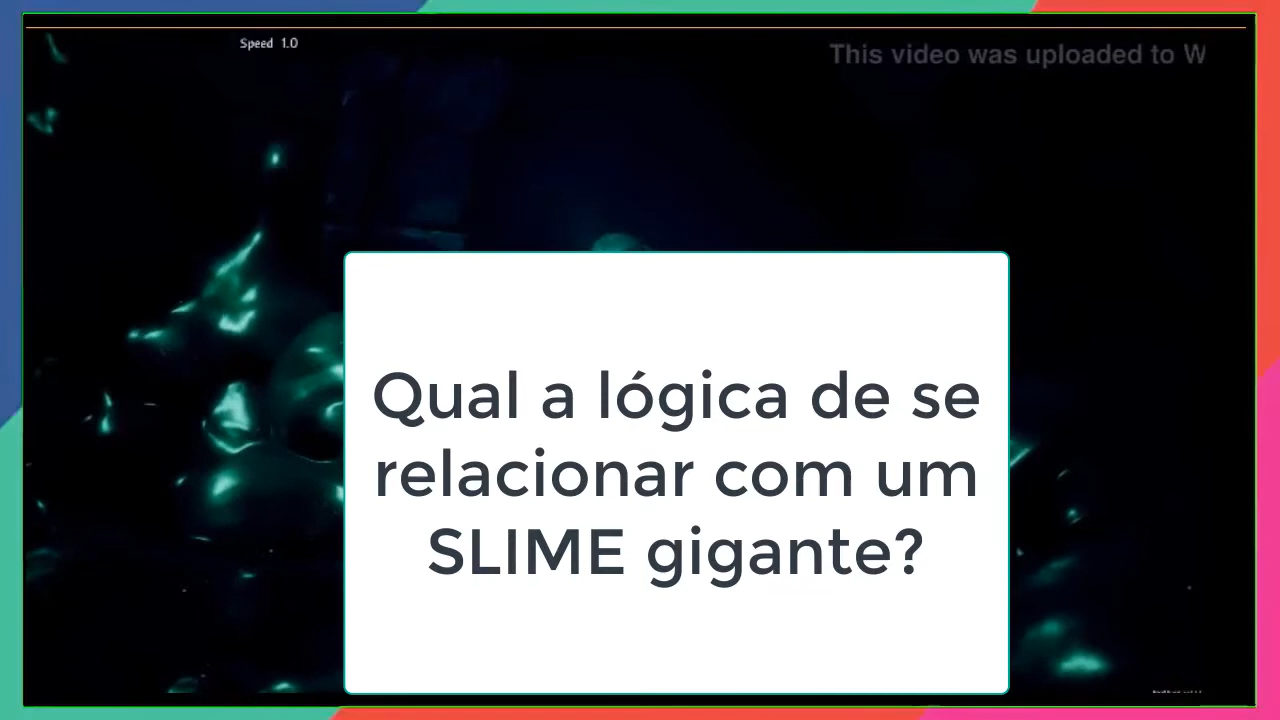 Speed 1.0
This video was uploaded to W
Qual a lógica de se
relacionar com um
SLIME gigante?